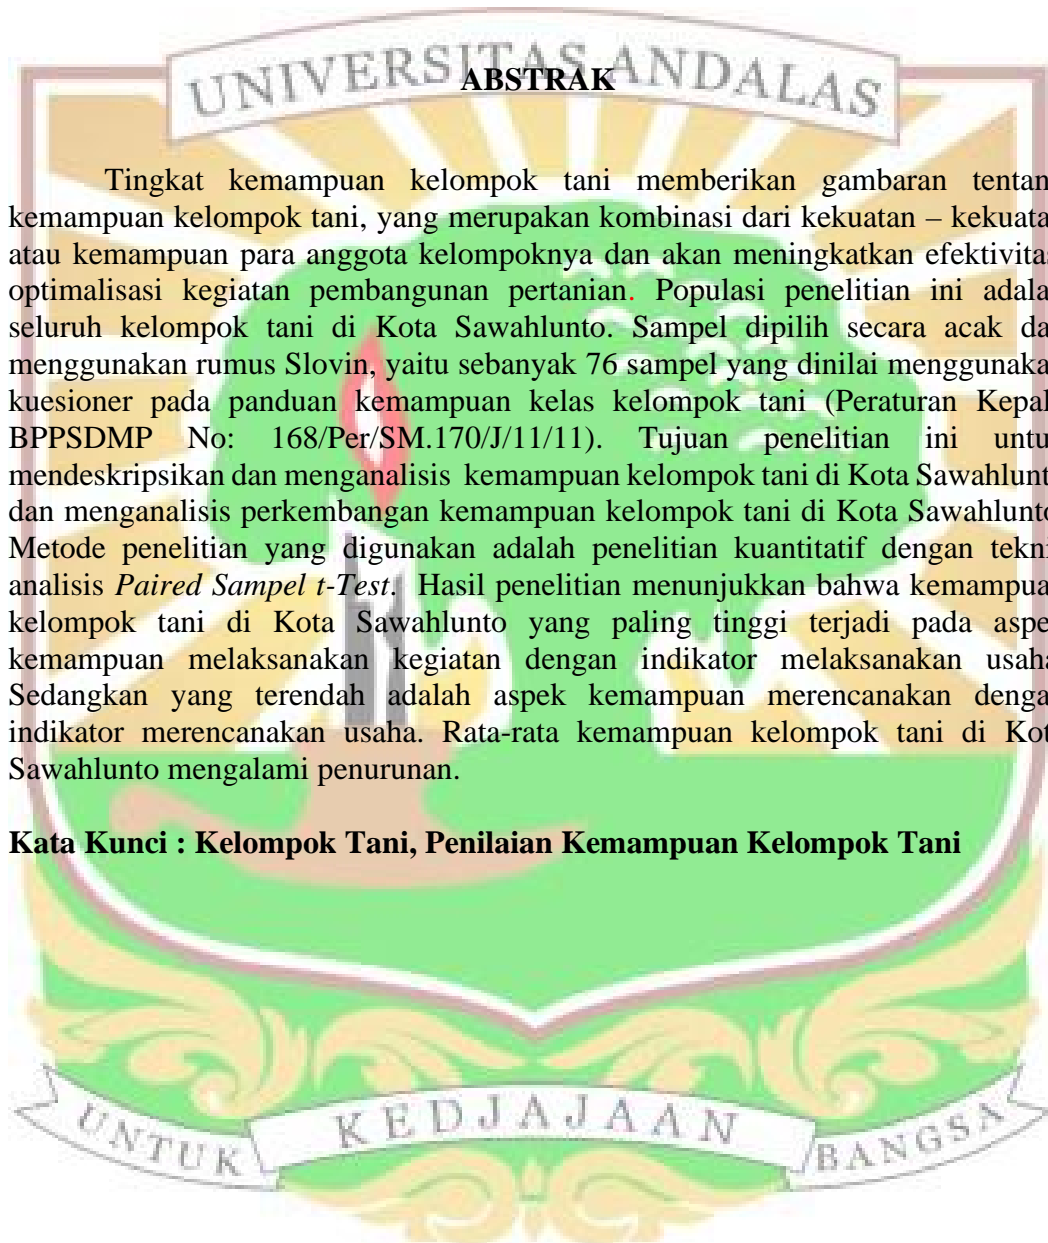 UNIVERSITAS ANDALAS
ABSTRAK
Tingkat kemampuan kelompok tani memberikan gambaran tentan
kemampuan kelompok tani, yang merupakan kombinasi dari kekuatan – kekuata
atau kemampuan para anggota kelompoknya dan akan meningkatkan efektivita
optimalisasi kegiatan pembangunan pertanian. Populasi penelitian ini adala
seluruh kelompok tani di Kota Sawahlunto. Sampel dipilih secara acak da
menggunakan rumus Slovin, yaitu sebanyak 76 sampel yang dinilai menggunaka
kuesioner pada panduan kemampuan kelas kelompok tani (Peraturan Kepal
BPPSDMP No: 168/Per/SM.170/J/11/11). Tujuan penelitian ini untu
mendeskripsikan dan menganalisis kemampuan kelompok tani di Kota Sawahlunt
dan menganalisis perkembangan kemampuan kelompok tani di Kota Sawahlunto
Metode penelitian yang digunakan adalah penelitian kuantitatif dengan tekni
analisis Paired Sampel t-Test. Hasil penelitian menunjukkan bahwa kemampua
kelompok tani di Kota Sawahlunto yang paling tinggi terjadi pada aspe
kemampuan melaksanakan kegiatan dengan indikator melaksanakan usaha
Sedangkan yang terendah adalah aspek kemampuan merencanakan denga
indikator merencanakan usaha. Rata-rata kemampuan kelompok tani di Kot
Sawahlunto mengalami penurunan.
Kata Kunci : Kelompok Tani, Penilaian Kemampuan Kelompok Tani
UNTUK KEDJAJAAN BANGSA